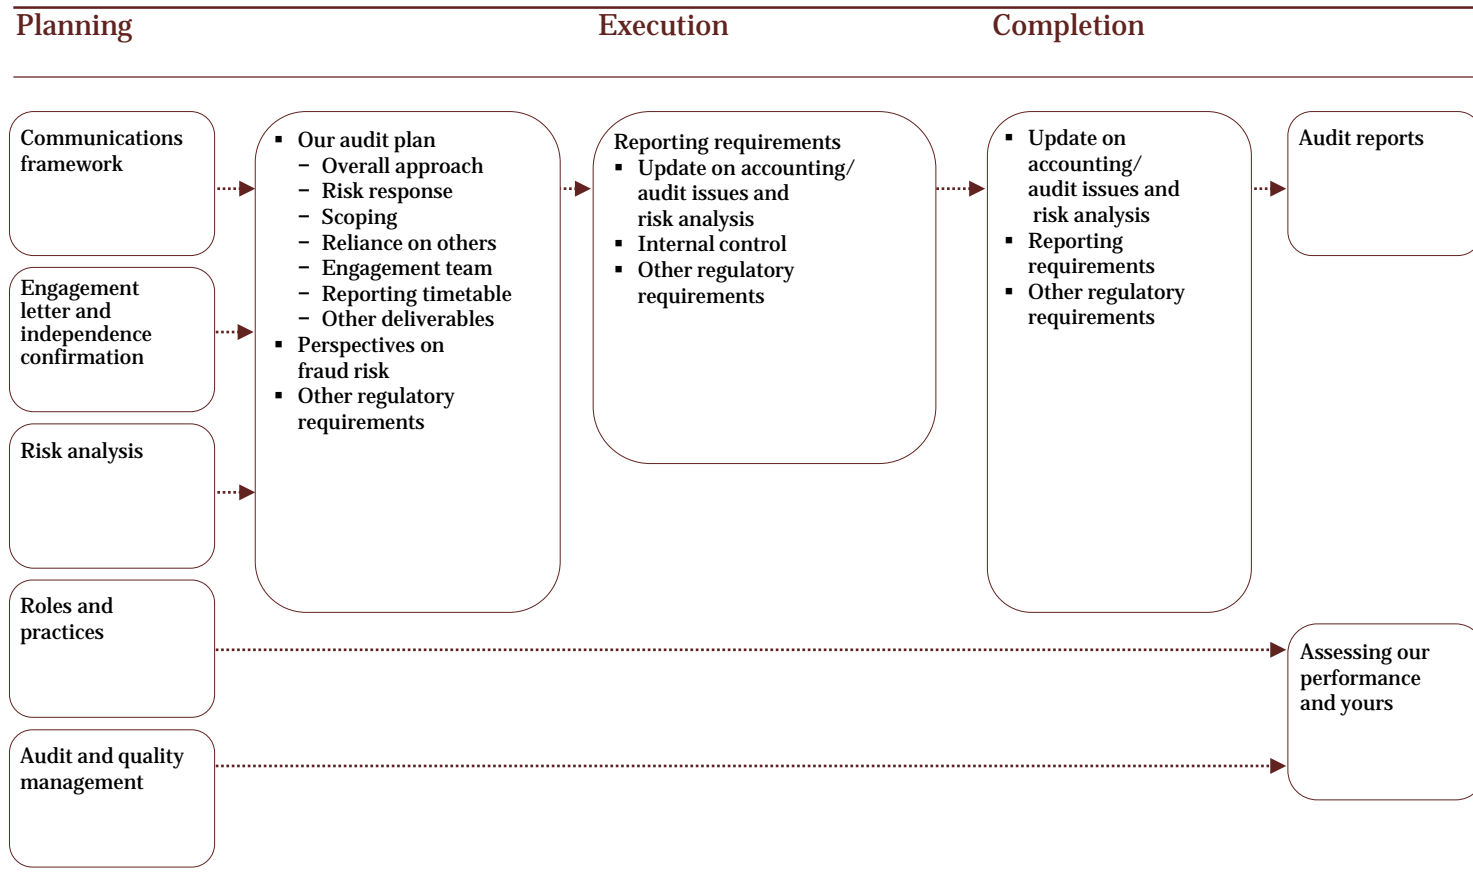 Planning
Execution
Completion
Communications
framework
Engagement
letter and
independence
confirmation
Risk analysis
Roles and
practices
Audit and quality
management
▪ Our audit plan
– Overall approach
– Risk response
– Scoping
– Reliance on others
– Engagement team
– Reporting timetable
– Other deliverables
▪ Perspectives on
fraud risk
▪ Other regulatory
requirements
Reporting requirements
▪ Update on accounting/
audit issues and
risk analysis
▪ Internal control
▪ Other regulatory
requirements
▪ Update on
accounting/
audit issues and
risk analysis
▪ Reporting
requirements
▪ Other regulatory
requirements
Audit reports
Assessing our
performance
and yours